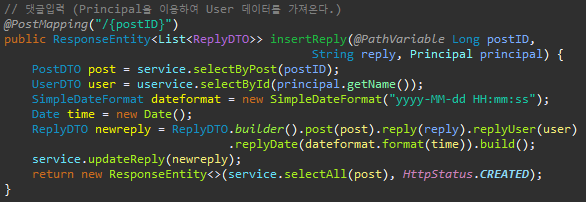 // 댓글입력 (Principal을 이용하여 User 데이터를 가져온다.)
@PostMapping("/{postID}")
public ResponseEntity<List<ReplyDTO>> insertReply(@PathVariable Long postID,
String reply, Principal principal) {
PostDTO post = service.selectByPost(postID);
UserDTO user = service.selectById(principal.getName());
SimpleDateFormat dateformat = new SimpleDateFormat("yyyy-MM-dd HH:mm:ss");
Date time = new Date();
ReplyDTO newreply = ReplyDTO.builder().post(post).reply(reply).replyUser(user)
.replyDate(dateformat.format(time)).build();
service.updateReply(newreply);
return new ResponseEntity<>(service.selectAll(post), HttpStatus.CREATED);
}